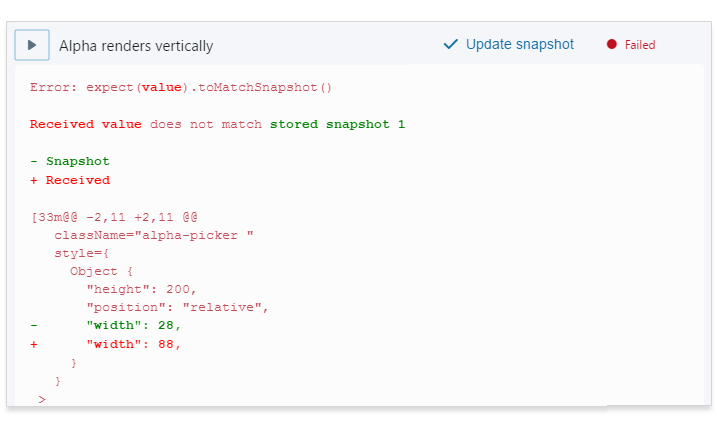 Alpha renders vertically
Update snapshot
Failed
Error: expect(value).toMatchSnapshot()
Received value does not match stored snapshot 1
- Snapshot
+ Received
[33m@@ -2,11 +2,11 @@
className="alpha-picker "
style={
Object {
"height": 200,
"position": "relative",
- "width": 28,
+ "width": 88,
}
}
>